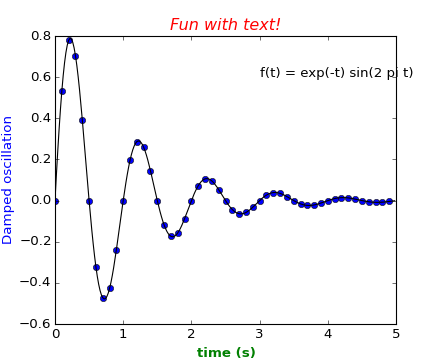 Fun with text!
0.8
0.6
0.4
0.2
0.0
−0.2
−0.4
−0.6
f(t) = exp(-t) sin(2 pi t)
Damped oscillation
0 1 2 3 4 5
time (s)